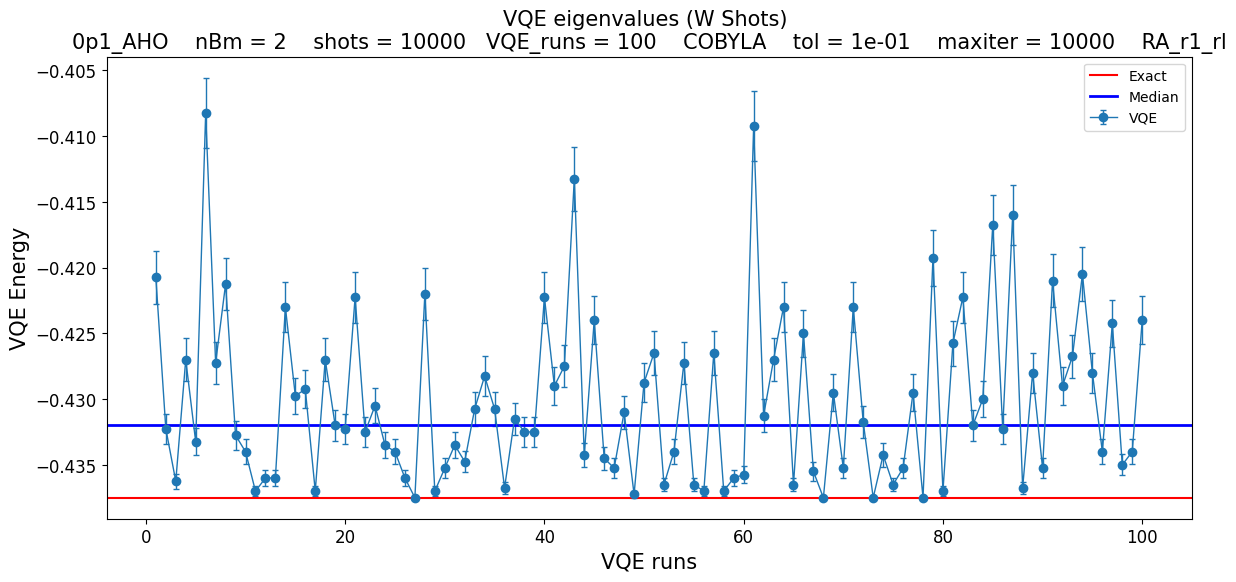 VQE eigenvalues (W Shots)
0p1_AHO    nBm = 2    shots = 10000   VQE_runs = 100    COBYLA    tol = 1e-01    maxiter = 10000    RA_r1_rl
Exact
Median
VQE
VQE Energy
−0.405
−0.410
−0.415
−0.420
−0.425
−0.430
−0.435
0 20 40 60 80 100
VQE runs